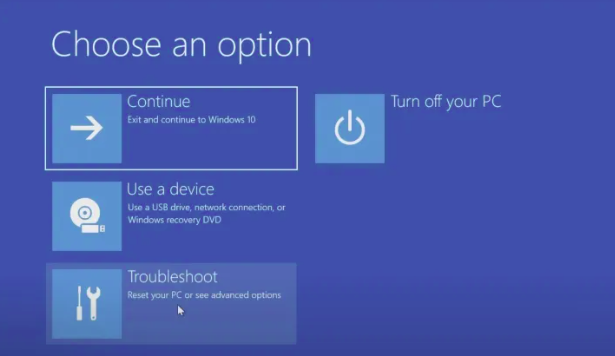 Choose an option
Continue
Exit and continue to Windows 10
Turn off your PC
Use a device
Use a USB drive, network connection, or
Windows recovery DVD
Troubleshoot
Reset your PC or see advanced options